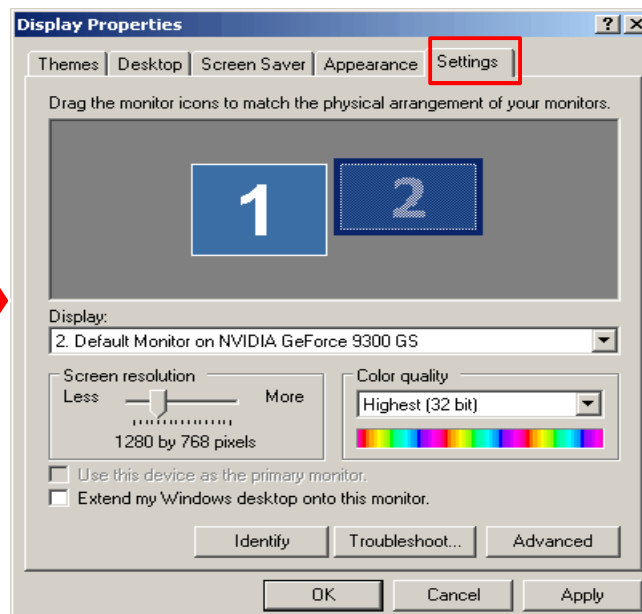 Display Properties
Themes Desktop Screen Saver Appearance Settings
Drag the monitor icons to match the physical arrangement of your monitors.
1 2
Display:
2. Default Monitor on NVIDIA GeForce 9300 GS
Screen resolution Color quality
Less More Highest (32 bit)
1280 by 768 pixels
Use this device as the primary monitor.
Extend my Windows desktop onto this monitor.
Identify Troubleshoot... Advanced
OK Cancel Apply